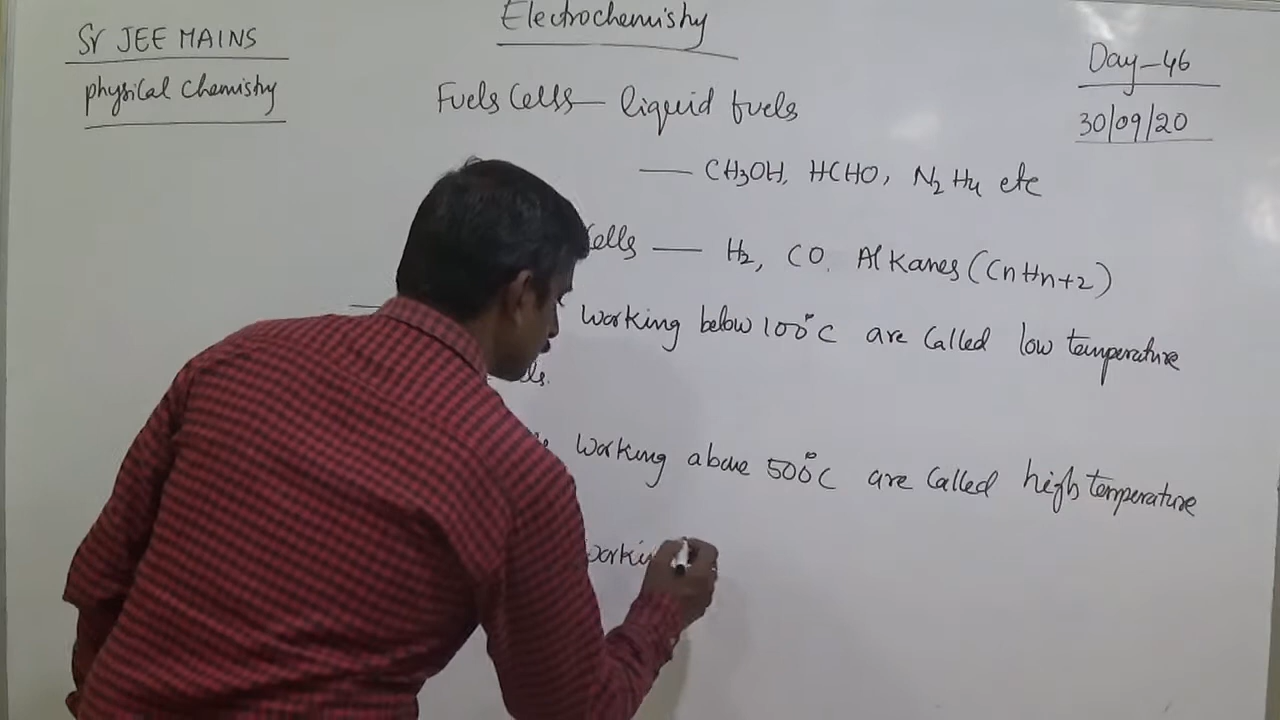 Sr JEE MAINS
physical Chemistry
Electrochemistry
Day-46
30/09/20
Fuels Cells — liquid fuels
— CH3OH, HCHO, N2H4 etc
Cells — H2, CO, Alkanes (CnHn+2)
working below 100°C are called low temperature
working above 500°C are called high temperature